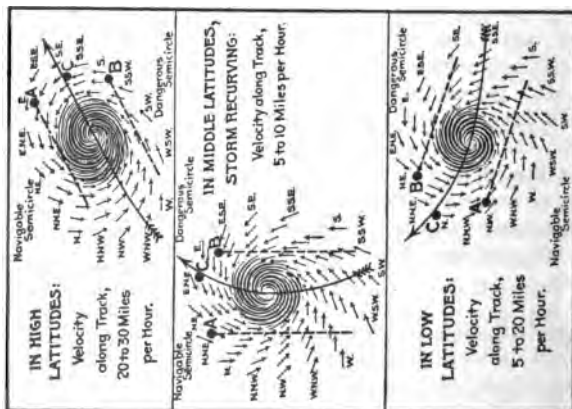 Navigable
Semicircle
N.E.
E.N.E.
E.
A
E.S.E.
C
S.E.
S.S.E.
B
S.
S.S.W.
S.W.
Dangerous
Semicircle
W.S.W.
W.
N.N.E.
N.
N.N.W.
N.W.
W.N.W.
IN HIGH
LATITUDES:
Velocity
along Track,
20 to 30 Miles
per Hour.
IN MIDDLE LATITUDES,
STORM RECURVING:
Velocity along Track,
5 to 10 Miles per Hour.
Navigable
Semicircle
Dangerous
Semicircle
E.N.E.
N.E.
N.N.E.
A
C
E.
B
E.S.E.
S.E.
S.S.E.
S.
S.S.W.
S.W.
W.S.W.
W.
W.N.W.
N.W.
N.N.W.
N.
IN LOW
LATITUDES:
Velocity
along Track,
5 to 20 Miles
per Hour.
Dangerous
Semicircle
E.S.E.
E.
E.N.E.
N.E.
B
N.N.E.
C
N.
N.N.W.
A
N.W.
W.N.W.
W.
W.S.W.
S.W.
S.S.W.
S.
S.S.E.
S.E.
Navigable
Semicircle